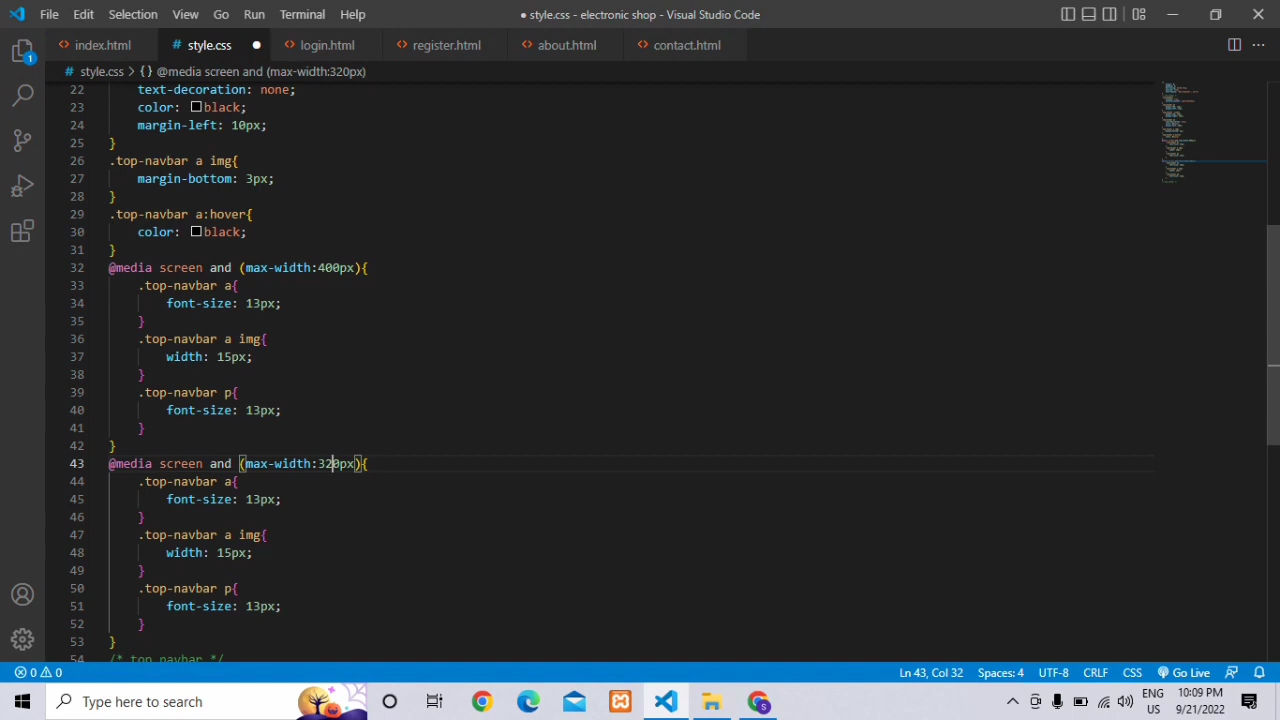 File Edit Selection View Go Run Terminal Help ● style.css - electronic shop - Visual Studio Code
<> index.html # style.css ● <> login.html <> register.html <> about.html <> contact.html
# style.css > {} @media screen and (max-width:320px)
22 text-decoration: none;
23 color: black;
24 margin-left: 10px;
25 }
26 .top-navbar a img{
27 margin-bottom: 3px;
28 }
29 .top-navbar a:hover{
30 color: black;
31 }
32 @media screen and (max-width:400px){
33 .top-navbar a{
34 font-size: 13px;
35 }
36 .top-navbar a img{
37 width: 15px;
38 }
39 .top-navbar p{
40 font-size: 13px;
41 }
42 }
43 @media screen and (max-width:320px){
44 .top-navbar a{
45 font-size: 13px;
46 }
47 .top-navbar a img{
48 width: 15px;
49 }
50 .top-navbar p{
51 font-size: 13px;
52 }
53 }
54 /* top navbar */
1
0 0 Ln 43, Col 32 Spaces: 4 UTF-8 CRLF CSS Go Live
Type here to search
S
ENG
US
10:09 PM
9/21/2022